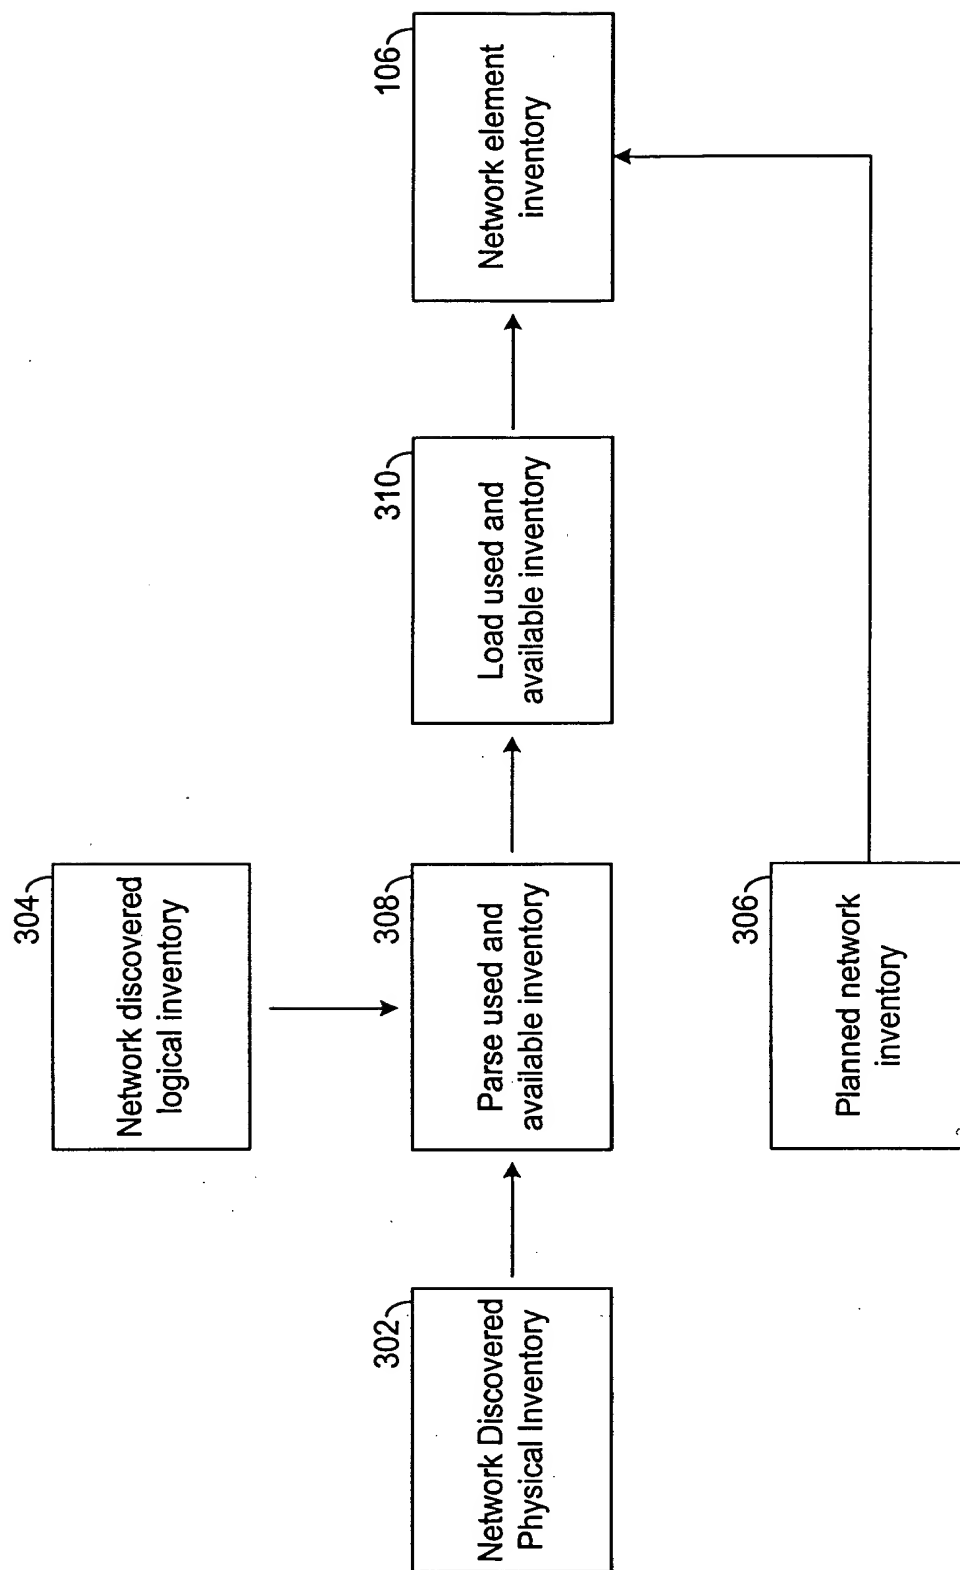 304
Network discovered
logical inventory
302
Network Discovered
Physical Inventory
308
Parse used and
available inventory
310
Load used and
available inventory
106
Network element
inventory
306
Planned network
inventory